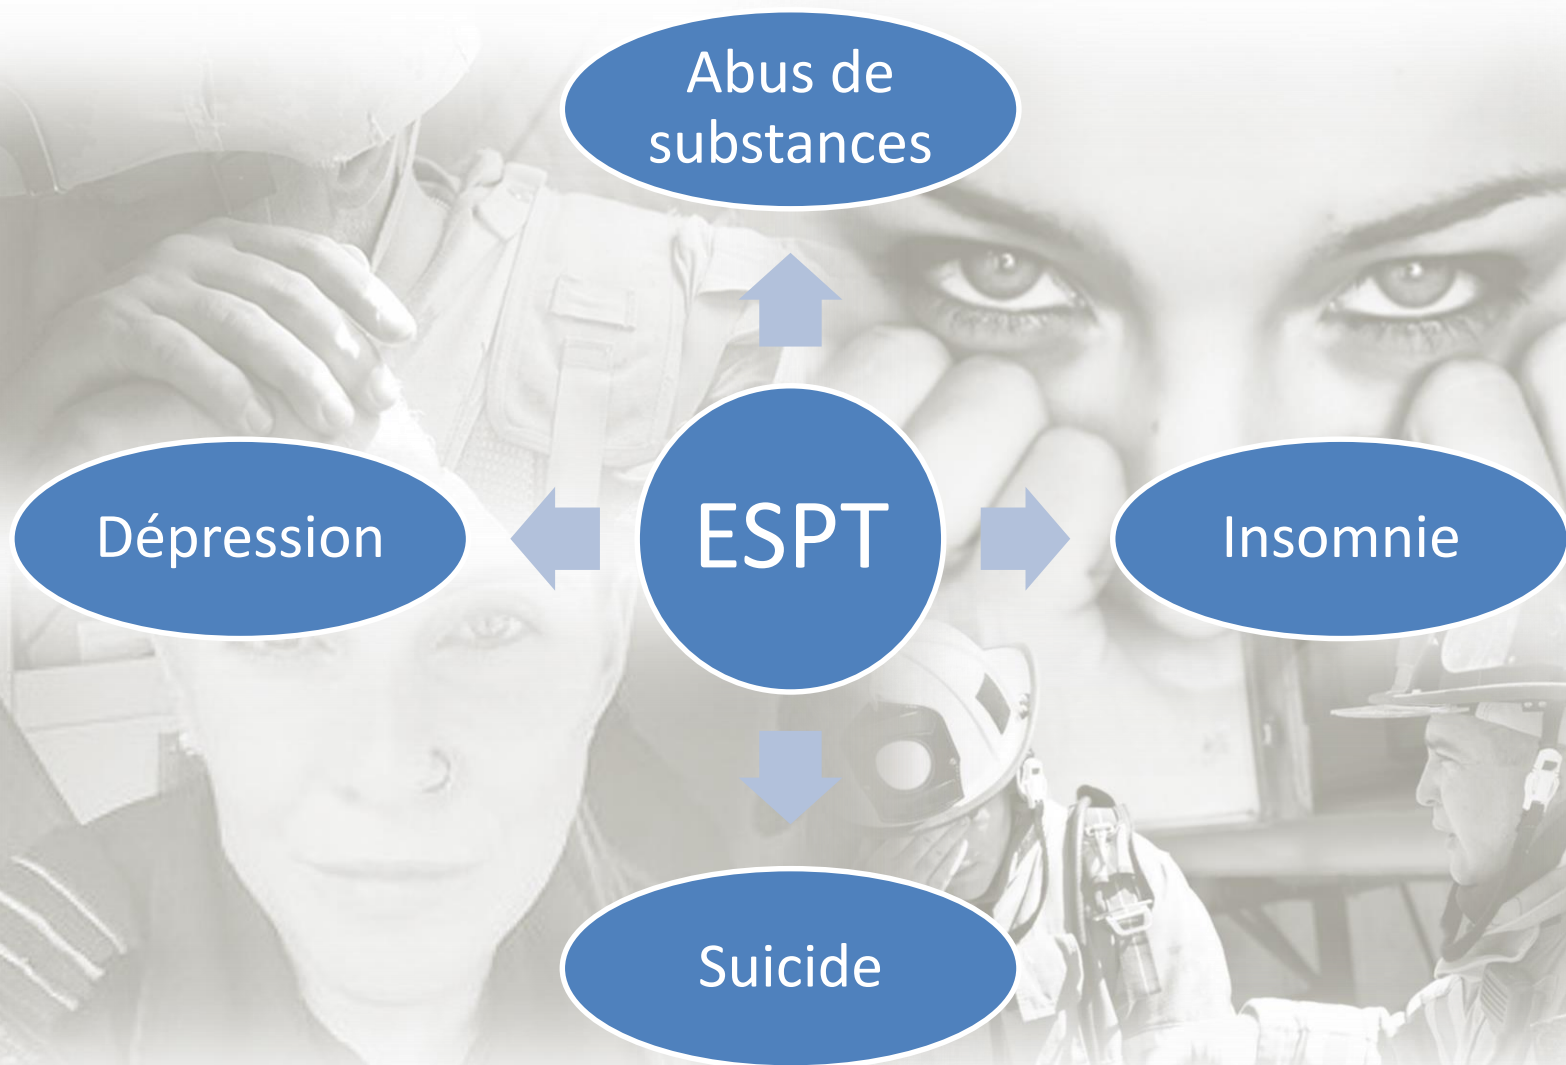 Abus de
substances
Dépression
ESPT
Insomnie
Suicide